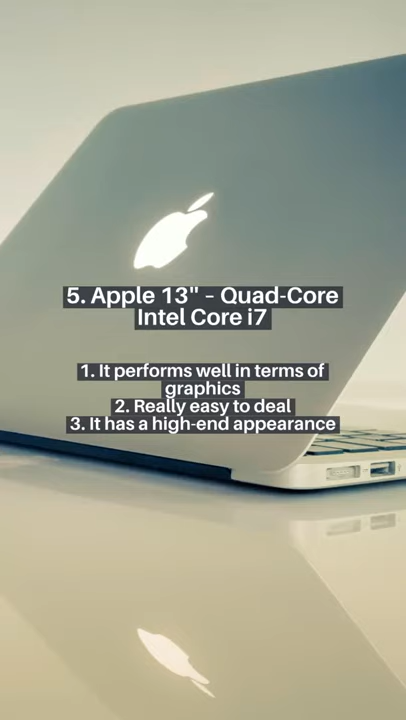 5. Apple 13" – Quad-Core
Intel Core i7
1. It performs well in terms of
graphics
2. Really easy to deal
3. It has a high-end appearance